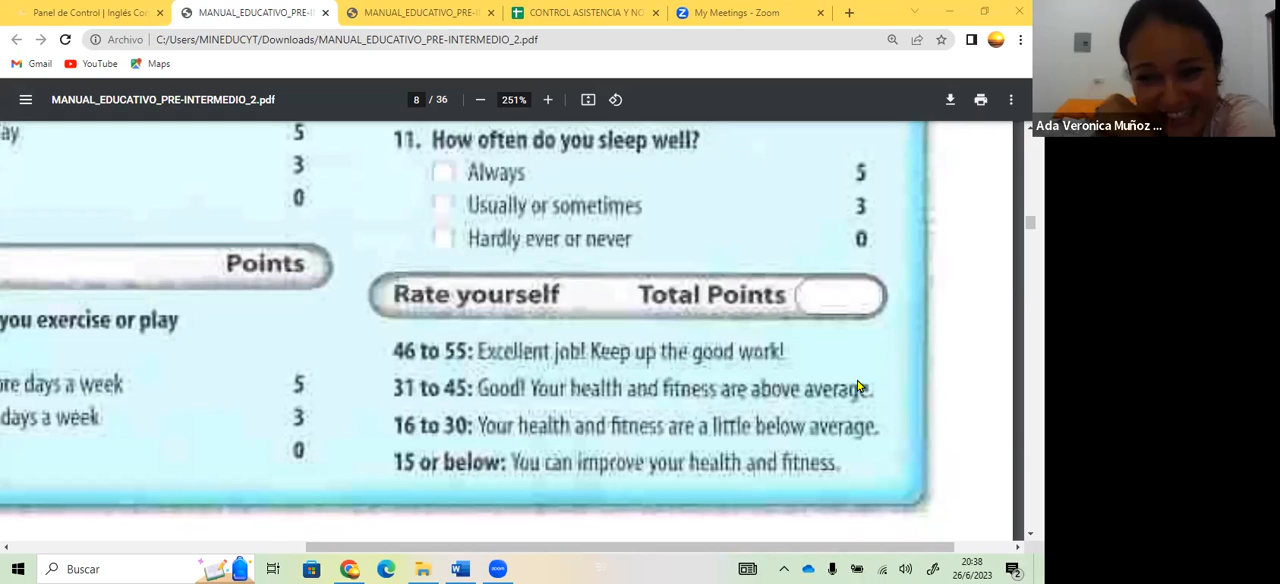 Panel de Control | Inglés Co
MANUAL_EDUCATIVO_PRE-I
MANUAL_EDUCATIVO_PRE-I
CONTROL ASISTENCIA Y NO
My Meetings - Zoom
Archivo
C:/Users/MINEDUCYT/Downloads/MANUAL_EDUCATIVO_PRE-INTERMEDIO_2.pdf
Gmail
YouTube
Maps
MANUAL_EDUCATIVO_PRE-INTERMEDIO_2.pdf
8 / 36
251%
Ada Veronica Muñoz ...
ay 5
3
0
Points
you exercise or play
ore days a week 5
days a week 3
0
11. How often do you sleep well?
Always 5
Usually or sometimes 3
Hardly ever or never 0
Rate yourself Total Points
46 to 55: Excellent job! Keep up the good work!
31 to 45: Good! Your health and fitness are above average.
16 to 30: Your health and fitness are a little below average.
15 or below: You can improve your health and fitness.
Buscar
zoom
20:38
26/6/2023
2